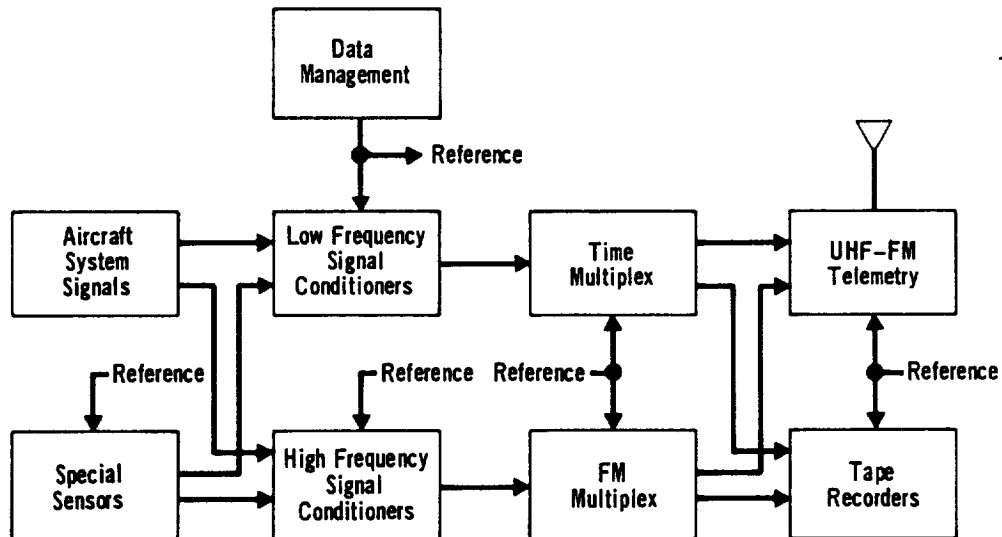 Data
Management
Reference
Aircraft
System
Signals
Low Frequency
Signal
Conditioners
Time
Multiplex
UHF-FM
Telemetry
Reference
Reference
Reference
Reference
Special
Sensors
High Frequency
Signal
Conditioners
FM
Multiplex
Tape
Recorders